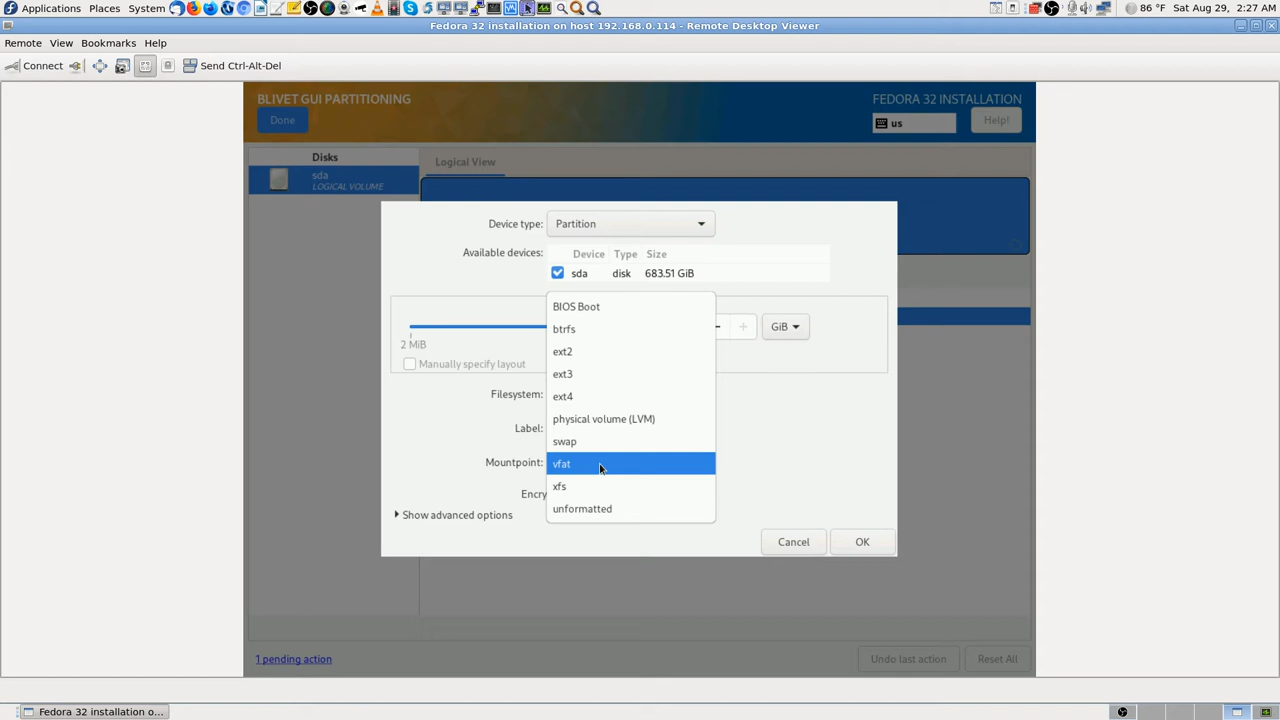 Applications Places System 86 °F Sat Aug 29, 2:27 AM
Fedora 32 installation on host 192.168.0.114 - Remote Desktop Viewer
Remote View Bookmarks Help
Connect Send Ctrl-Alt-Del
BLIVET GUI PARTITIONING
FEDORA 32 INSTALLATION
Done
us
Help!
Disks
Logical View
sda
LOGICAL VOLUME
Device type: Partition
Available devices:
Device Type Size
sda disk 683.51 GiB
BIOS Boot
btrfs
GiB
2 MiB
ext2
Manually specify layout
ext3
Filesystem:
ext4
physical volume (LVM)
Label:
swap
Mountpoint:
vfat
Encry
xfs
unformatted
Show advanced options
Cancel OK
1 pending action
Undo last action Reset All
Fedora 32 installation o...